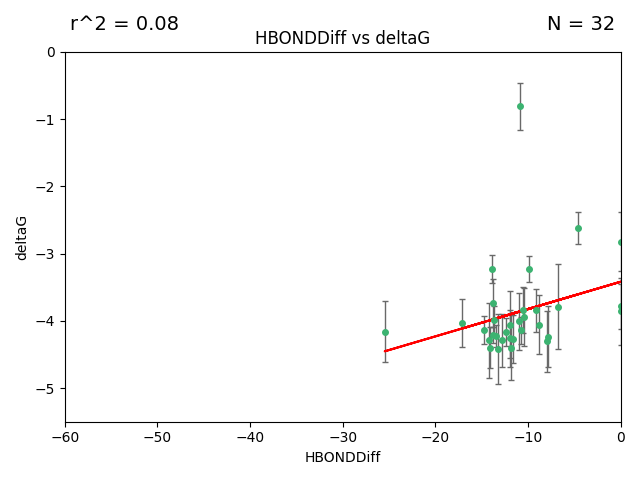 r^2 = 0.08
N = 32
HBONDDiff vs deltaG
deltaG
0
−1
−2
−3
−4
−5
−60
−50
−40
−30
−20
−10
0
HBONDDiff